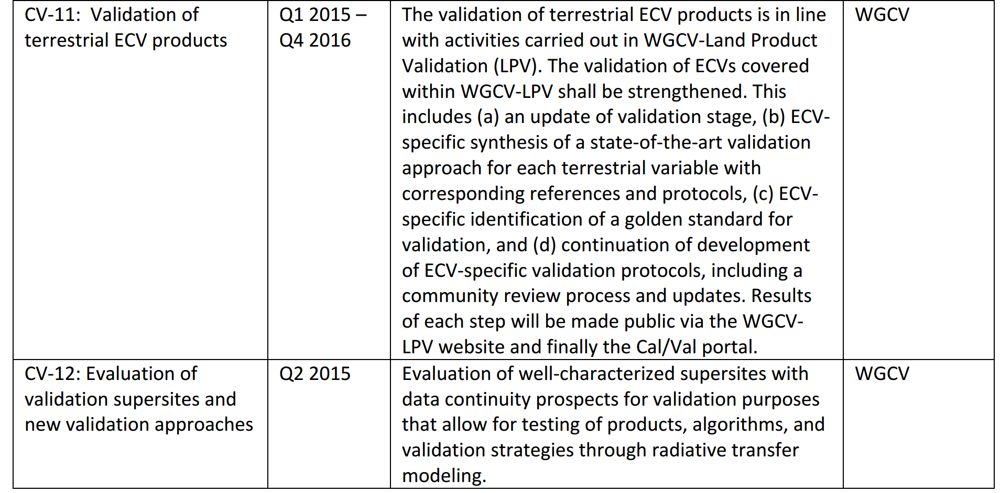 CV-11:  Validation of
terrestrial ECV products
Q1 2015 –
Q4 2016
The validation of terrestrial ECV products is in line
with activities carried out in WGCV-Land Product
Validation (LPV). The validation of ECVs covered
within WGCV-LPV shall be strengthened. This
includes (a) an update of validation stage, (b) ECV-
specific synthesis of a state-of-the-art validation
approach for each terrestrial variable with
corresponding references and protocols, (c) ECV-
specific identification of a golden standard for
validation, and (d) continuation of development
of ECV-specific validation protocols, including a
community review process and updates. Results
of each step will be made public via the WGCV-
LPV website and finally the Cal/Val portal.
WGCV
CV-12: Evaluation of
validation supersites and
new validation approaches
Q2 2015
Evaluation of well-characterized supersites with
data continuity prospects for validation purposes
that allow for testing of products, algorithms, and
validation strategies through radiative transfer
modeling.
WGCV